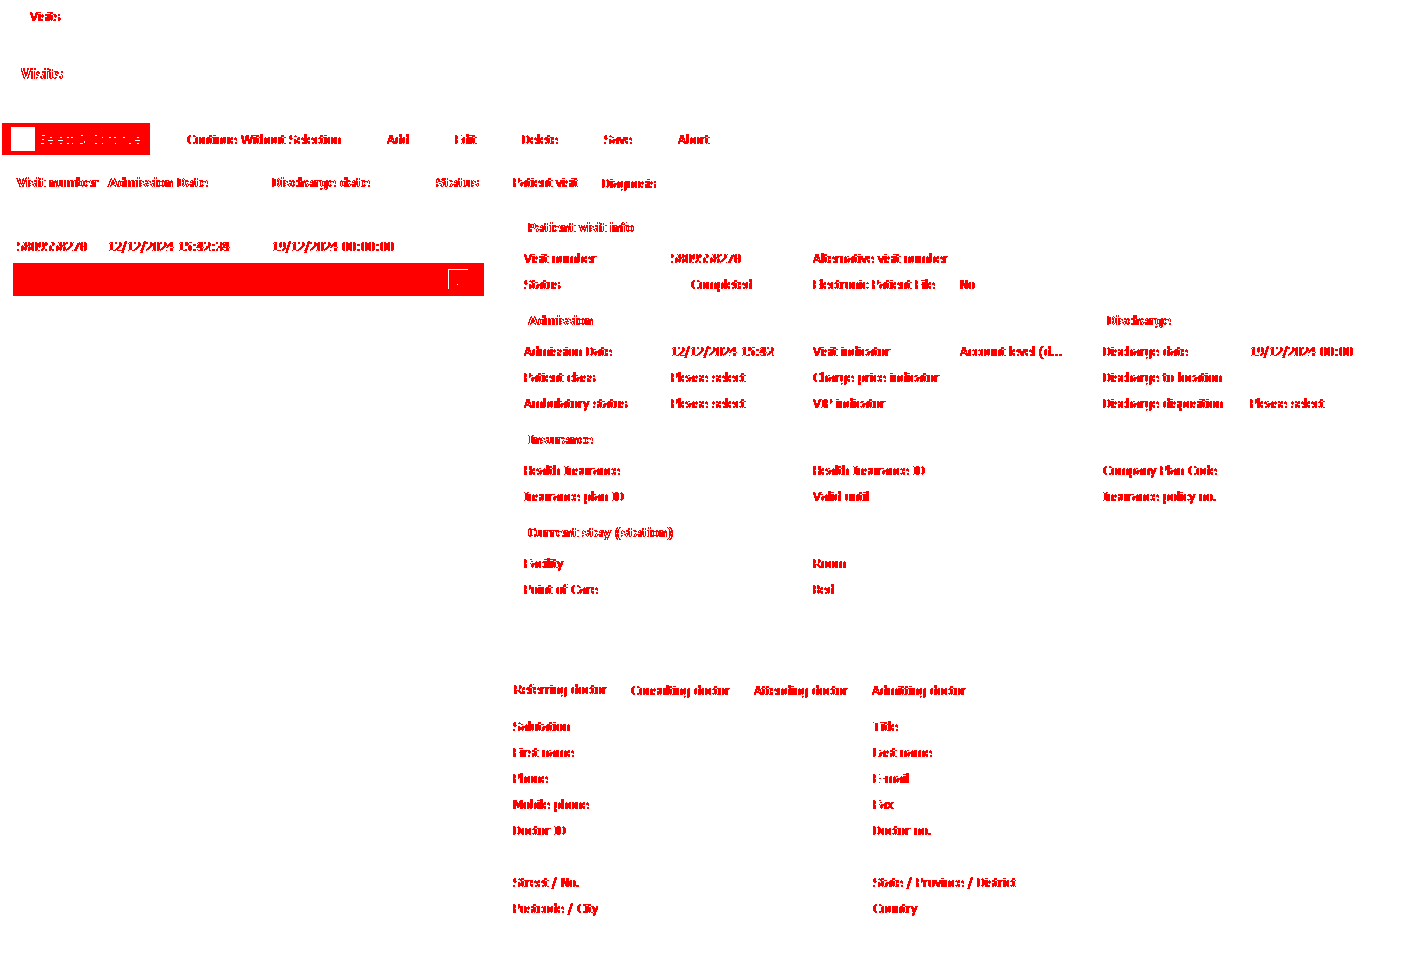 Visits
Visits
Continue Without Selection Add Edit Delete Save Abort
Visit number Admission Date Discharge date Status Patient visit Diagnosis
Patient visit info
12/12/2024 15:42:34 19/12/2024 00:00:00
Visit number Alternative visit number
Status Completed Electronic Patient File No
Admission Discharge
Admission Date 12/12/2024 15:42 Visit indicator Account level (d... Discharge date 19/12/2024 00:00
Patient class Please select Charge price indicator Discharge to location
Ambulatory status Please select VIP indicator Discharge disposition Please select
Insurance
Health Insurance Health Insurance ID Company Plan Code
Insurance plan ID Valid until Insurance policy no.
Current stay (station)
Facility Room
Point of Care Bed
Referring doctor Consulting doctor Attending doctor Admitting doctor
Salutation Title
First name Last name
Phone E-mail
Mobile phone Fax
Doctor ID Doctor no.
Street / No. State / Province / District
Postcode / City Country